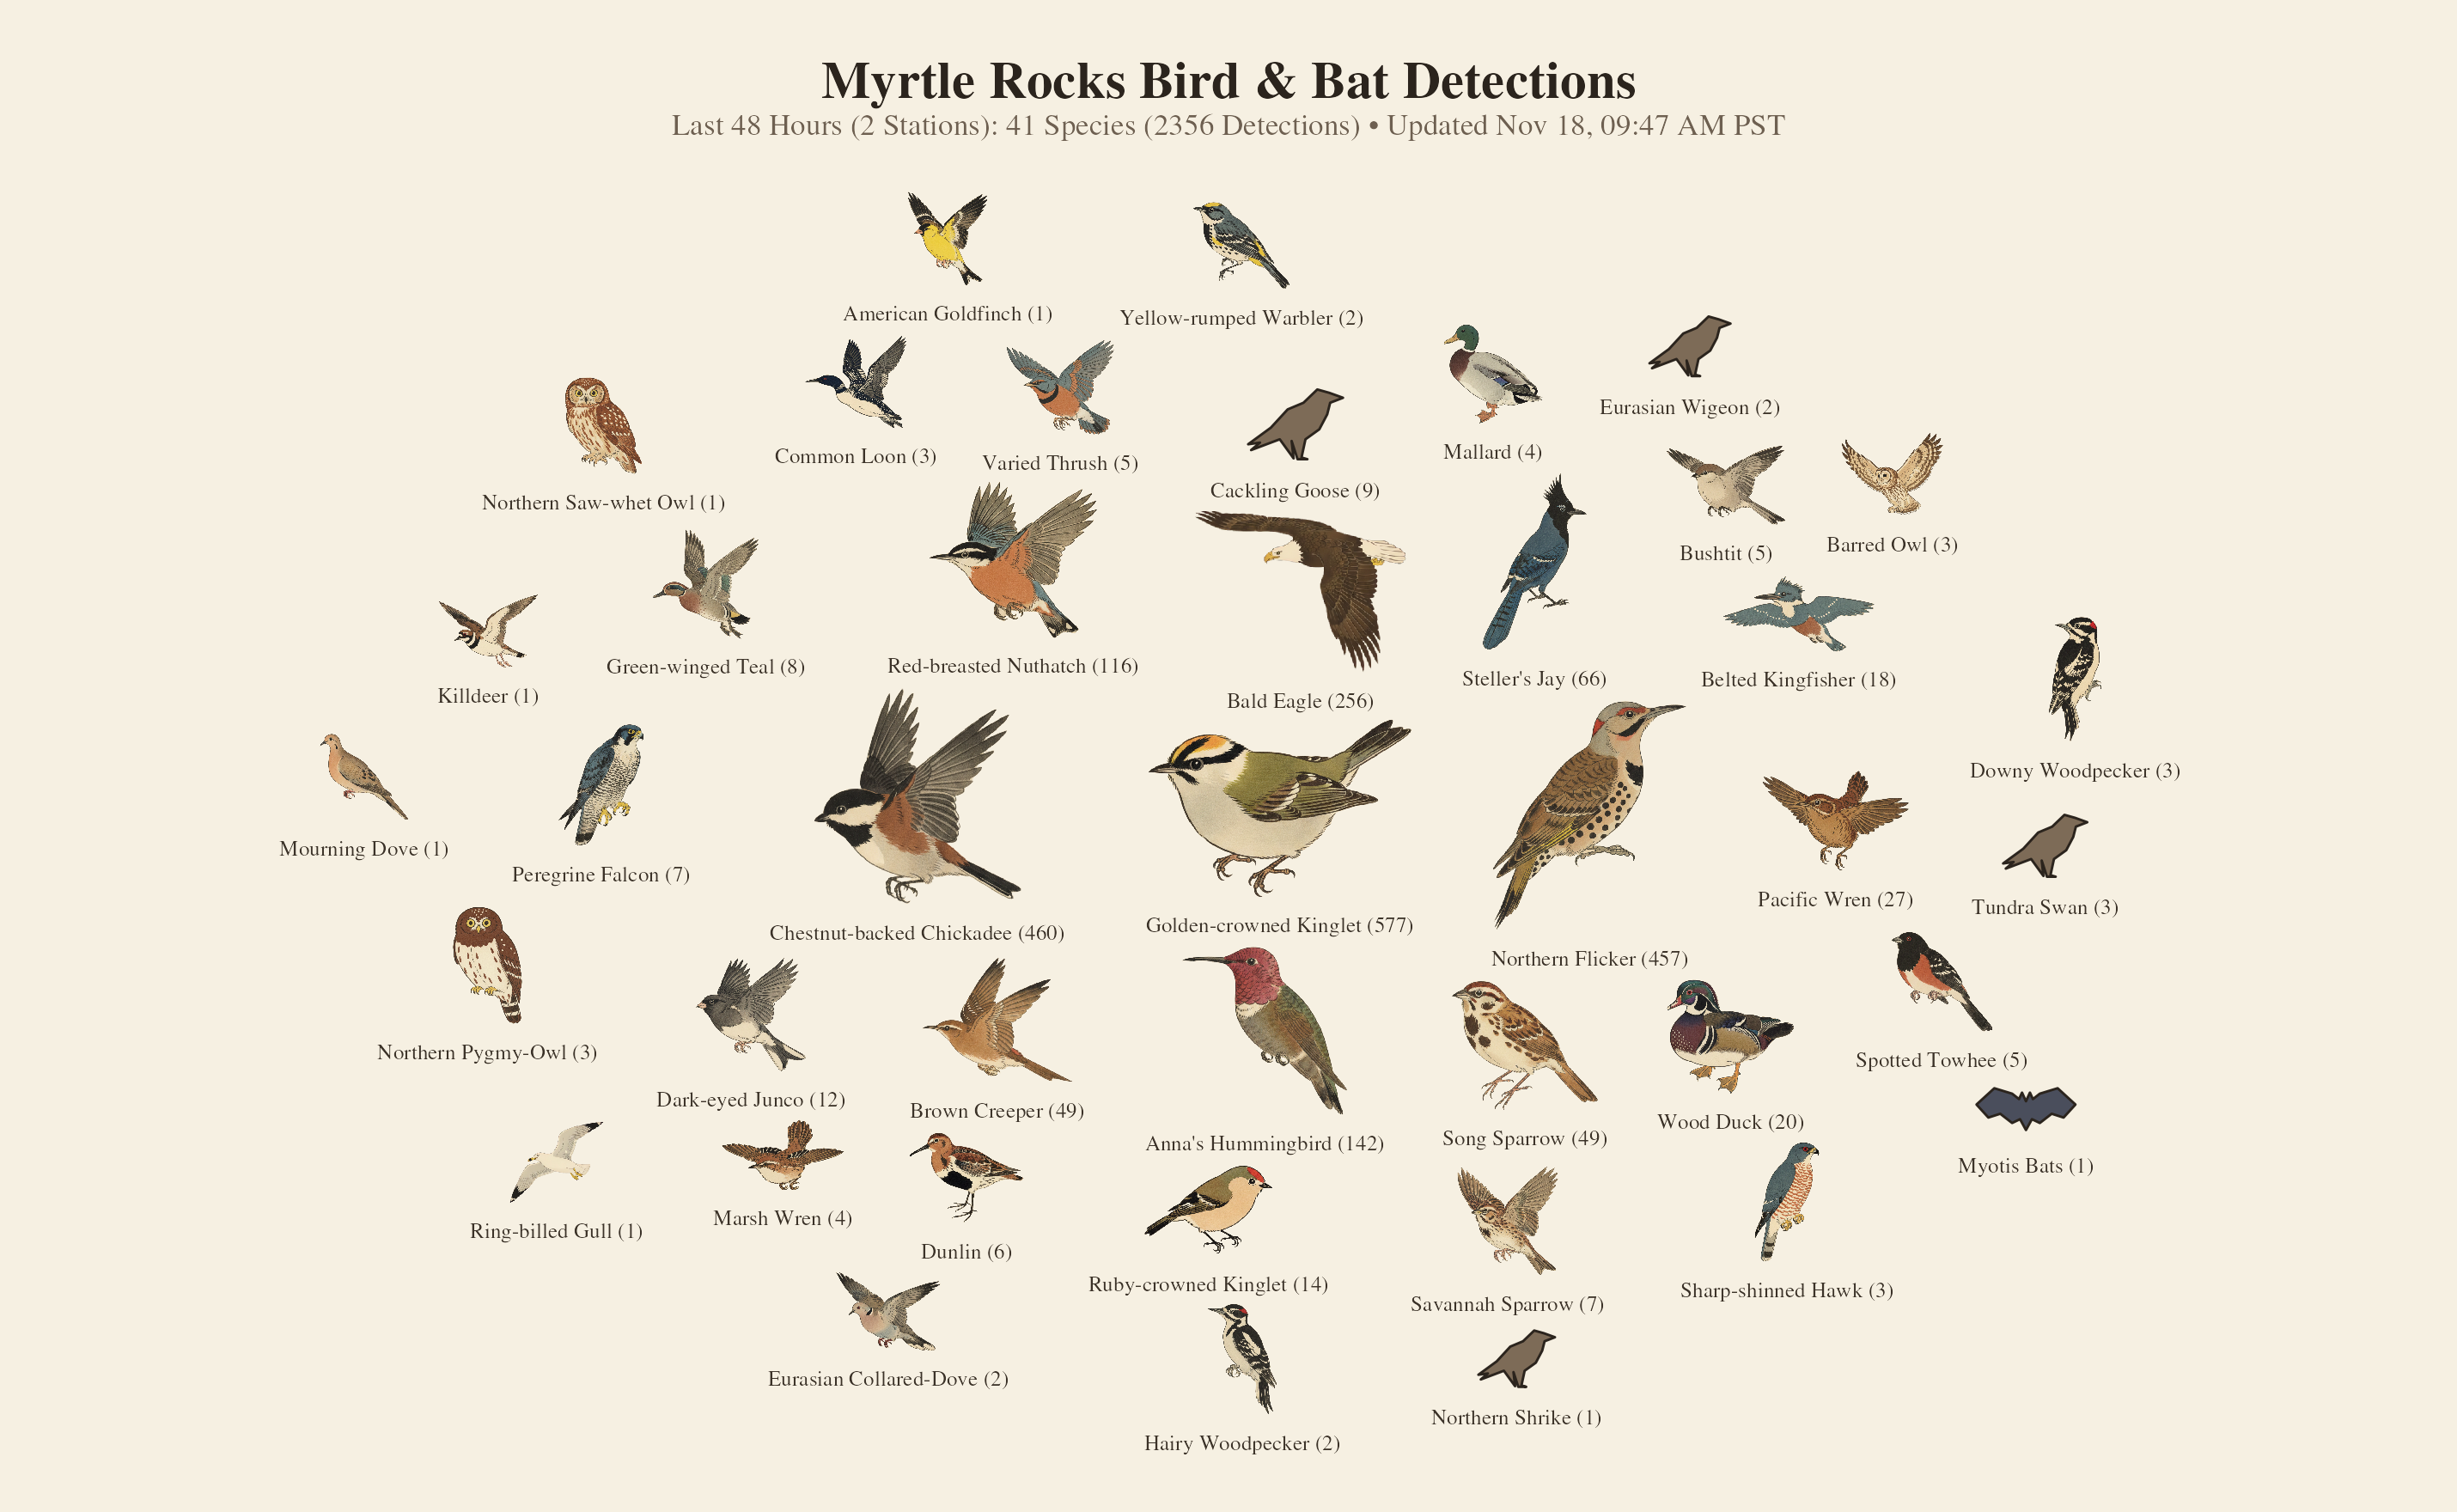 Myrtle Rocks Bird & Bat Detections
Last 48 Hours (2 Stations): 41 Species (2356 Detections) • Updated Nov 18, 09:47 AM PST
American Goldfinch (1)
Yellow-rumped Warbler (2)
Eurasian Wigeon (2)
Mallard (4)
Common Loon (3)
Varied Thrush (5)
Cackling Goose (9)
Northern Saw-whet Owl (1)
Barred Owl (3)
Bushtit (5)
Red-breasted Nuthatch (116)
Green-winged Teal (8)
Steller's Jay (66)
Belted Kingfisher (18)
Killdeer (1)
Bald Eagle (256)
Downy Woodpecker (3)
Mourning Dove (1)
Peregrine Falcon (7)
Pacific Wren (27)
Tundra Swan (3)
Golden-crowned Kinglet (577)
Chestnut-backed Chickadee (460)
Northern Flicker (457)
Northern Pygmy-Owl (3)
Spotted Towhee (5)
Dark-eyed Junco (12)
Brown Creeper (49)
Wood Duck (20)
Song Sparrow (49)
Anna's Hummingbird (142)
Myotis Bats (1)
Marsh Wren (4)
Ring-billed Gull (1)
Dunlin (6)
Ruby-crowned Kinglet (14)
Sharp-shinned Hawk (3)
Savannah Sparrow (7)
Eurasian Collared-Dove (2)
Northern Shrike (1)
Hairy Woodpecker (2)